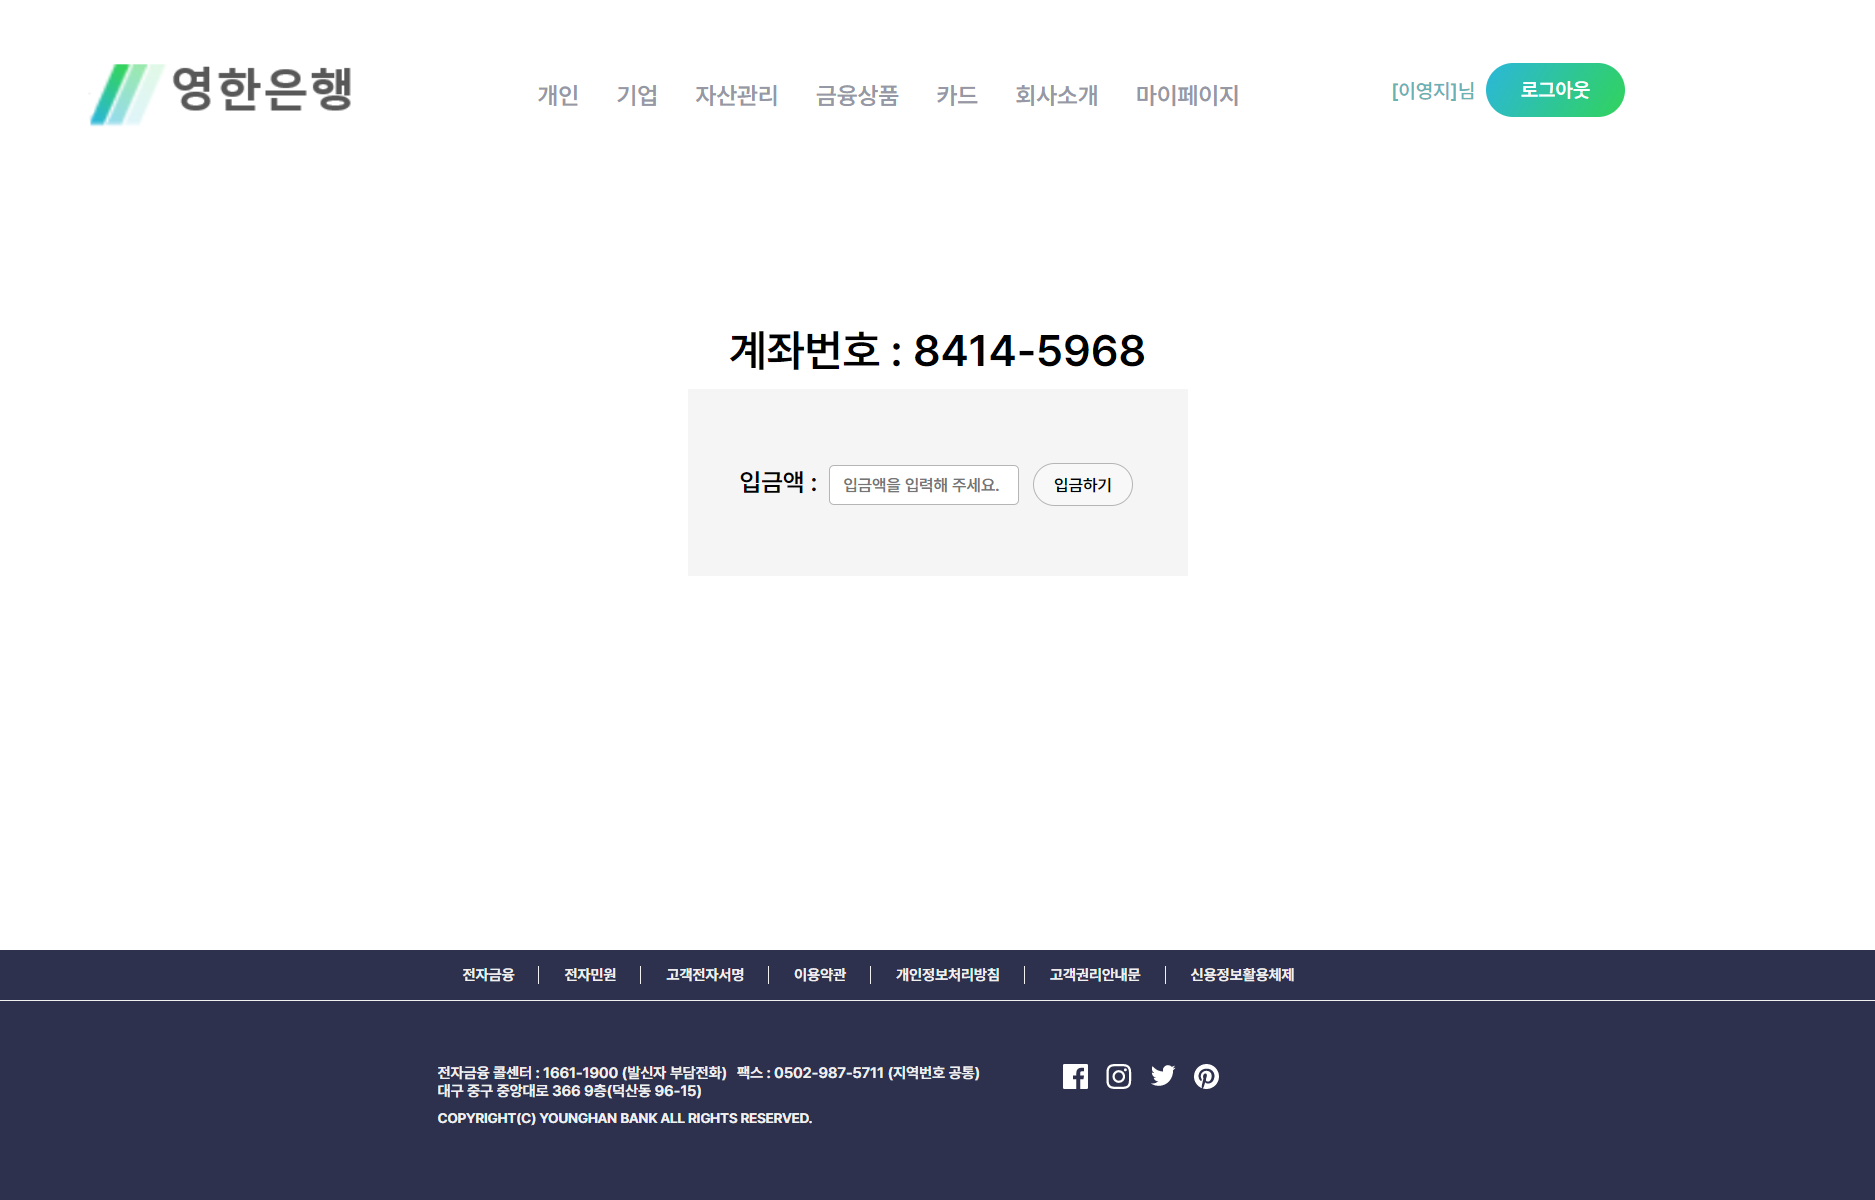 영한은행
개인 기업 자산관리 금융상품 카드 회사소개 마이페이지
[이영지]님 로그아웃
계좌번호 : 8414-5968
입금액 : 입금액을 입력해 주세요. 입금하기
전자금융 전자민원 고객전자서명 이용약관 개인정보처리방침 고객권리안내문 신용정보활용체제
전자금융 콜센터 : 1661-1900 (발신자 부담전화) 팩스 : 0502-987-5711 (지역번호 공통)
대구 중구 중앙대로 366 9층(덕산동 96-15)
COPYRIGHT(C) YOUNGHAN BANK ALL RIGHTS RESERVED.